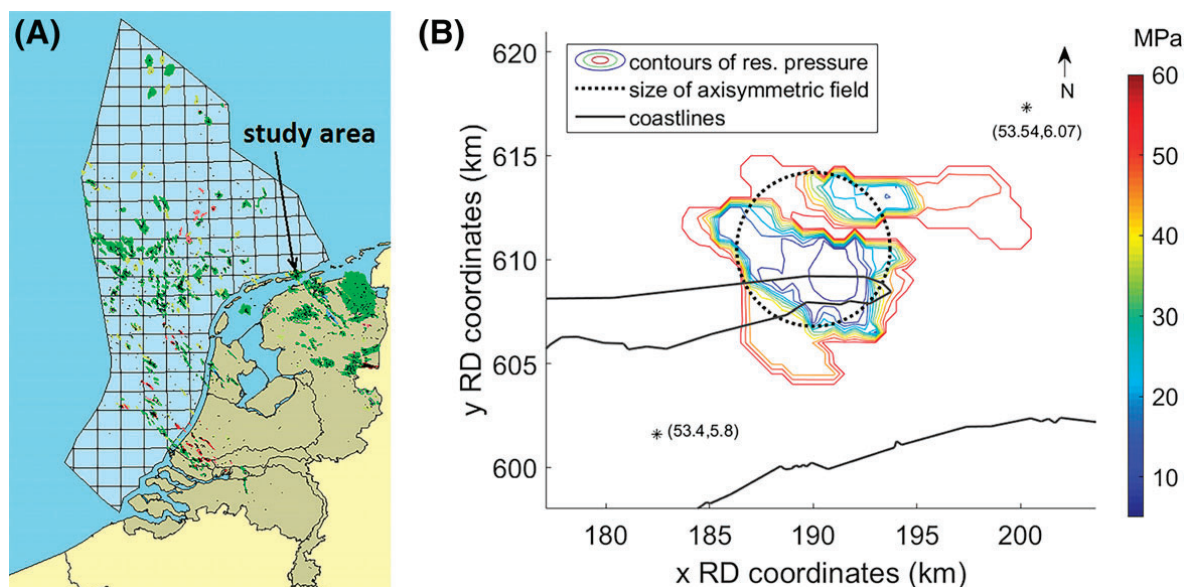 (A)
study area
(B)
contours of res. pressure
size of axisymmetric field
coastlines
N
MPa
(53.54,6.07)
(53.4,5.8)
y RD coordinates (km)
620
615
610
605
600
180
185
190
195
200
x RD coordinates (km)
60
50
40
30
20
10